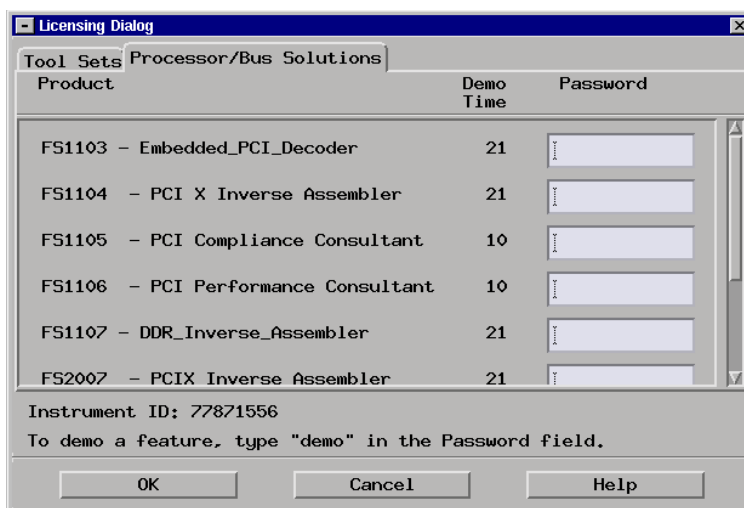 Licensing Dialog
Tool Sets Processor/Bus Solutions
Product Demo Time Password
FS1103 - Embedded_PCI_Decoder 21
FS1104 - PCI X Inverse Assembler 21
FS1105 - PCI Compliance Consultant 10
FS1106 - PCI Performance Consultant 10
FS1107 - DDR_Inverse_Assembler 21
FS2007 - PCIX Inverse Assembler 21
Instrument ID: 77871556
To demo a feature, type "demo" in the Password field.
OK Cancel Help